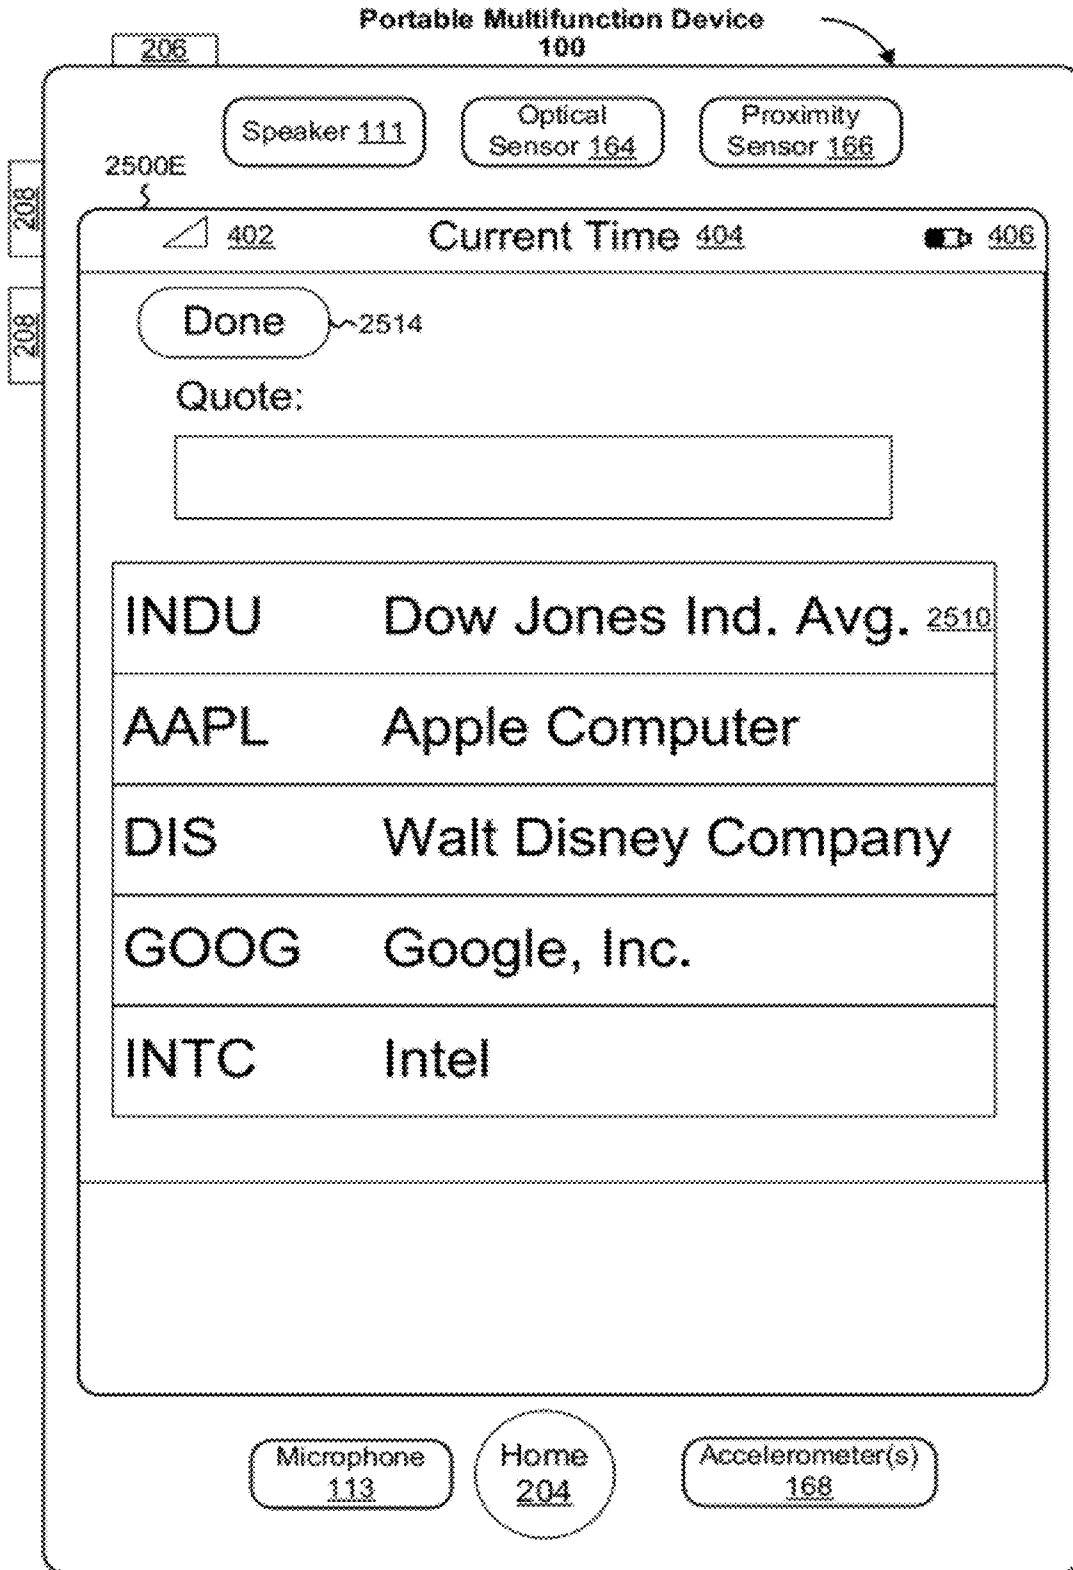 Portable Multifunction Device
100
206
Speaker 111
Optical
Sensor 164
Proximity
Sensor 166
2500E
208
402 Current Time 404 406
208
Done 2514
Quote:
INDU Dow Jones Ind. Avg. 2510
AAPL Apple Computer
DIS Walt Disney Company
GOOG Google, Inc.
INTC Intel
Microphone
113
Home
204
Accelerometer(s)
168